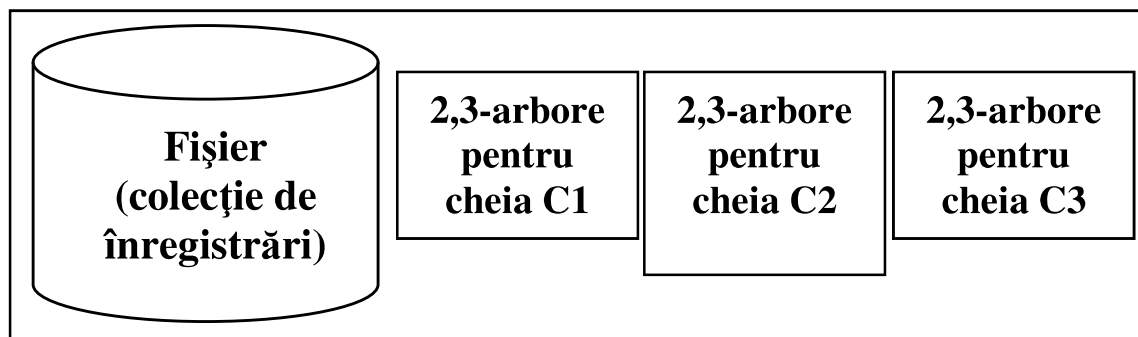 Fişier
(colecţie de
înregistrări)
2,3-arbore
pentru
cheia C1
2,3-arbore
pentru
cheia C2
2,3-arbore
pentru
cheia C3